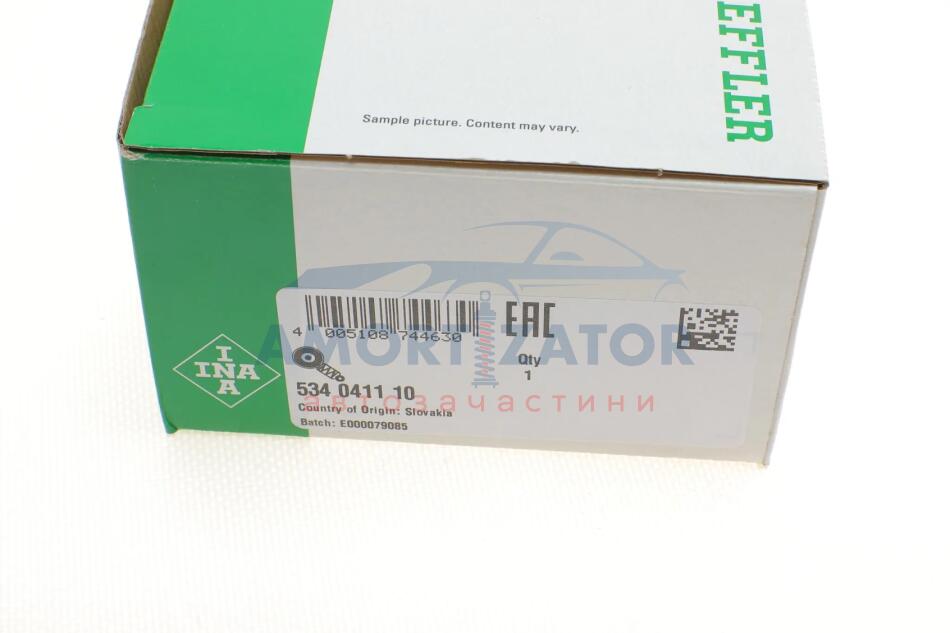 EFFLER
Sample picture. Content may vary.
4 005108 744630
EAC
Qty
1
INA
INA
AMORTIZATOR
автозачастини
534 0411 10
Country of Origin: Slovakia
Batch: E000079085